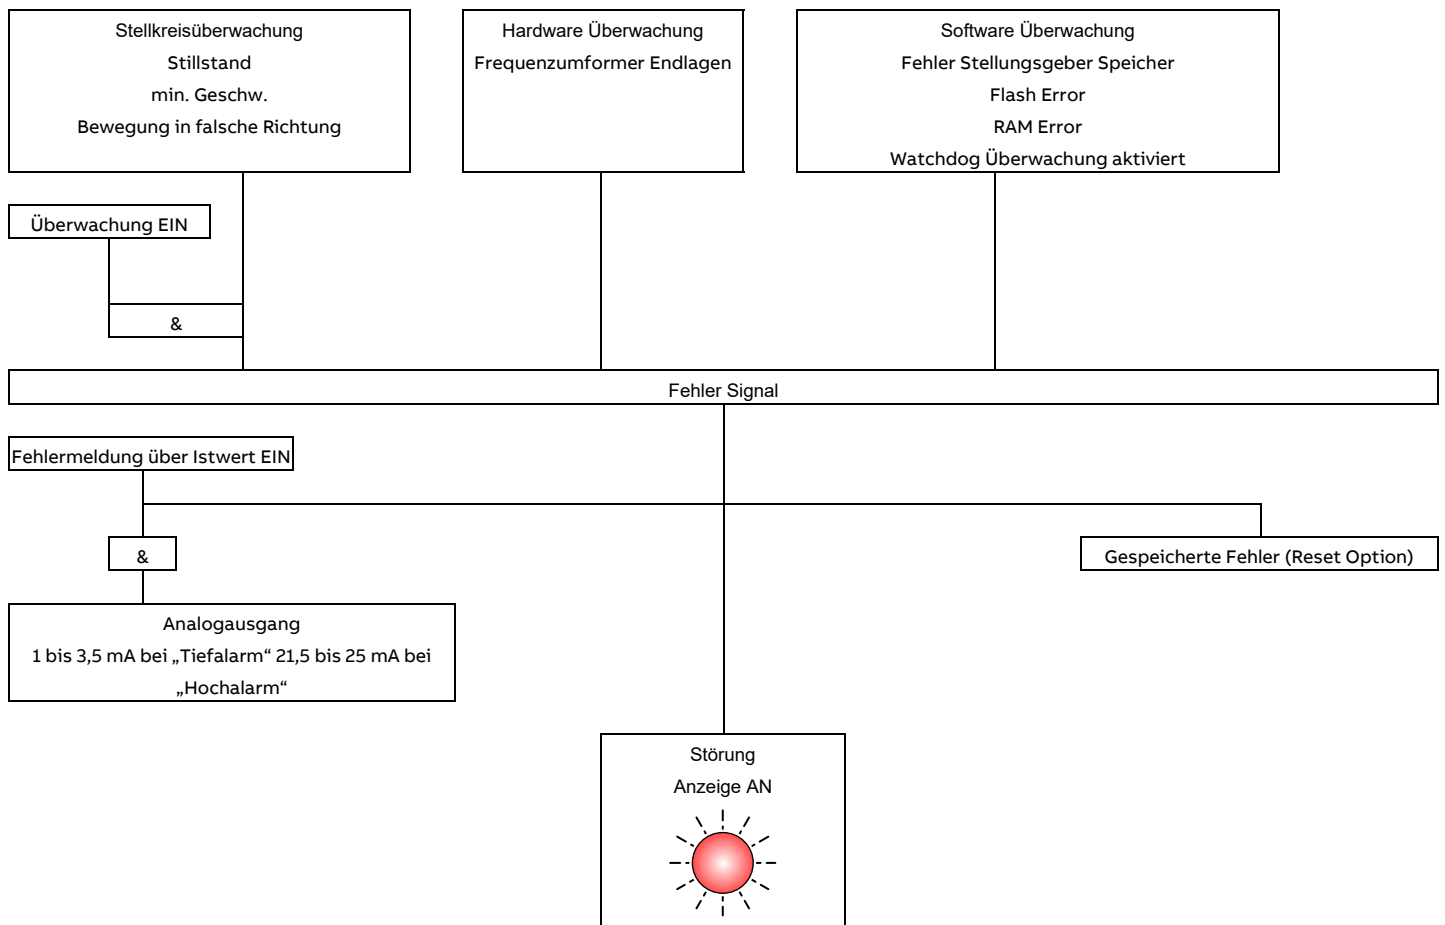 Stellkreisüberwachung
Stillstand
min. Geschw.
Bewegung in falsche Richtung
Hardware Überwachung
Frequenzumformer Endlagen
Software Überwachung
Fehler Stellungsgeber Speicher
Flash Error
RAM Error
Watchdog Überwachung aktiviert
Überwachung EIN
&
Fehler Signal
Fehlermeldung über Istwert EIN
&
Gespeicherte Fehler (Reset Option)
Analogausgang
1 bis 3,5 mA bei „Tiefalarm“ 21,5 bis 25 mA bei
„Hochalarm“
Störung
Anzeige AN